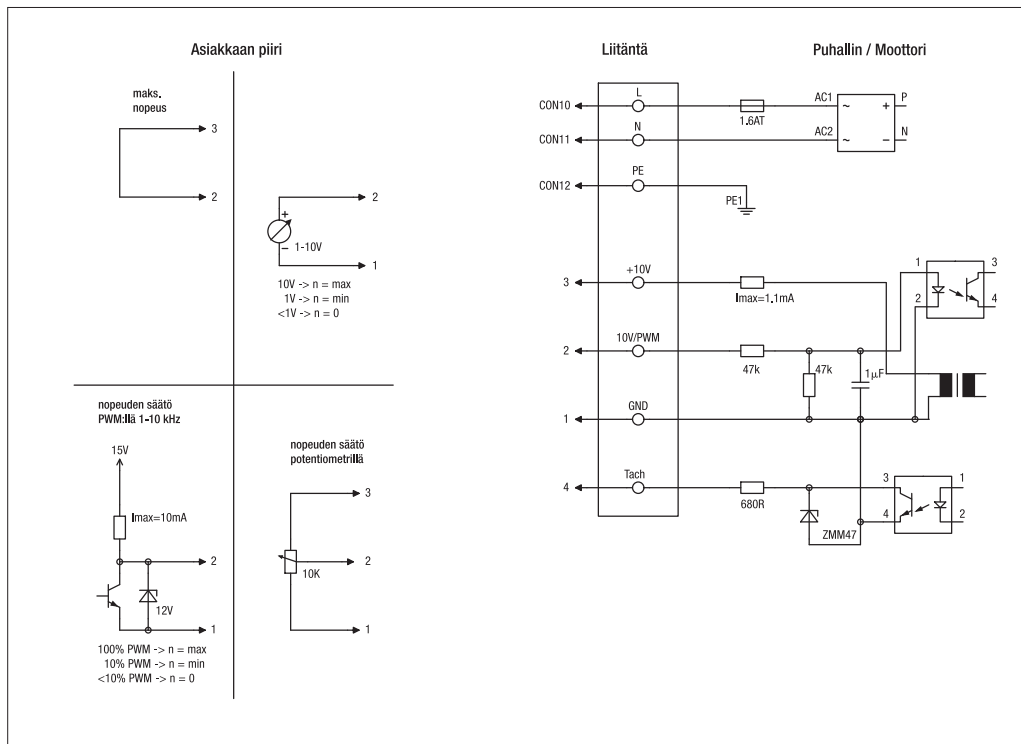 Asiakkaan piiri
Liitäntä
Puhallin / Moottori
maks.
nopeus
3
2
+
−
1-10V
2
1
10V -> n = max
1V -> n = min
<1V -> n = 0
nopeuden säätö
PWM:llä 1-10 kHz
15V
Imax=10mA
2
12V
1
100% PWM -> n = max
10% PWM -> n = min
<10% PWM -> n = 0
nopeuden säätö
potentiometrillä
3
2
10K
1
CON10
L
1.6AT
AC1
~
+
P
CON11
N
AC2
~
−
N
CON12
PE
PE1
3
+10V
Imax=1.1mA
1
3
2
4
2
10V/PWM
47k
47k
1µF
1
GND
4
Tach
680R
ZMM47
3
1
4
2